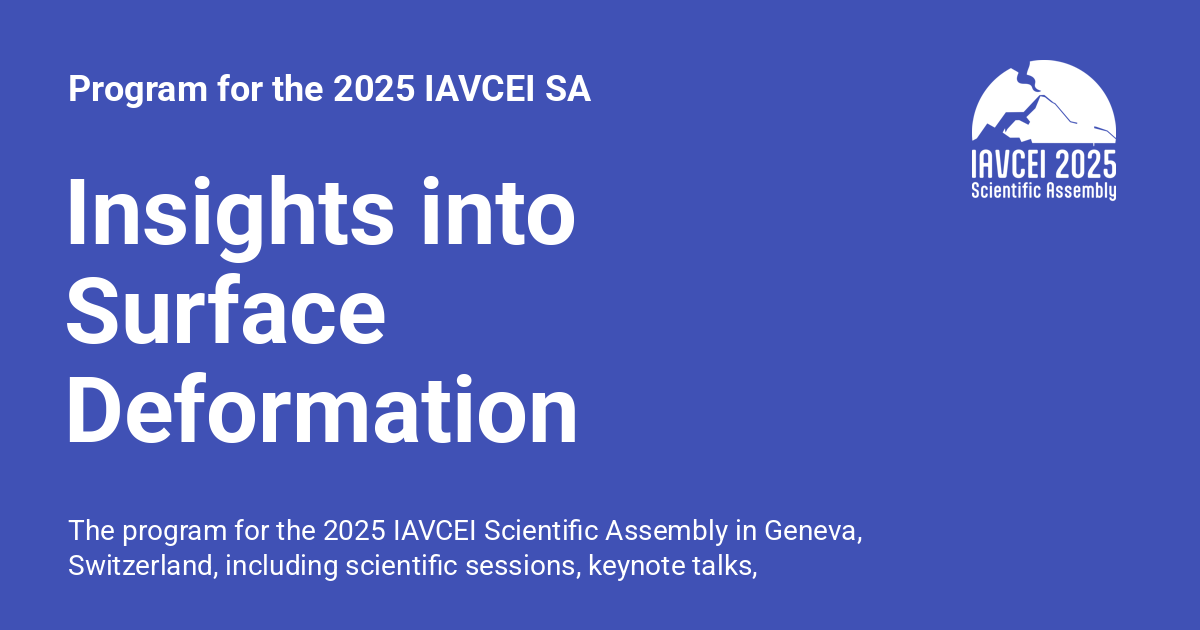 Program for the 2025 IAVCEI SA
IAVCEI 2025
Scientific Assembly
Insights into
Surface
Deformation
The program for the 2025 IAVCEI Scientific Assembly in Geneva,
Switzerland, including scientific sessions, keynote talks,